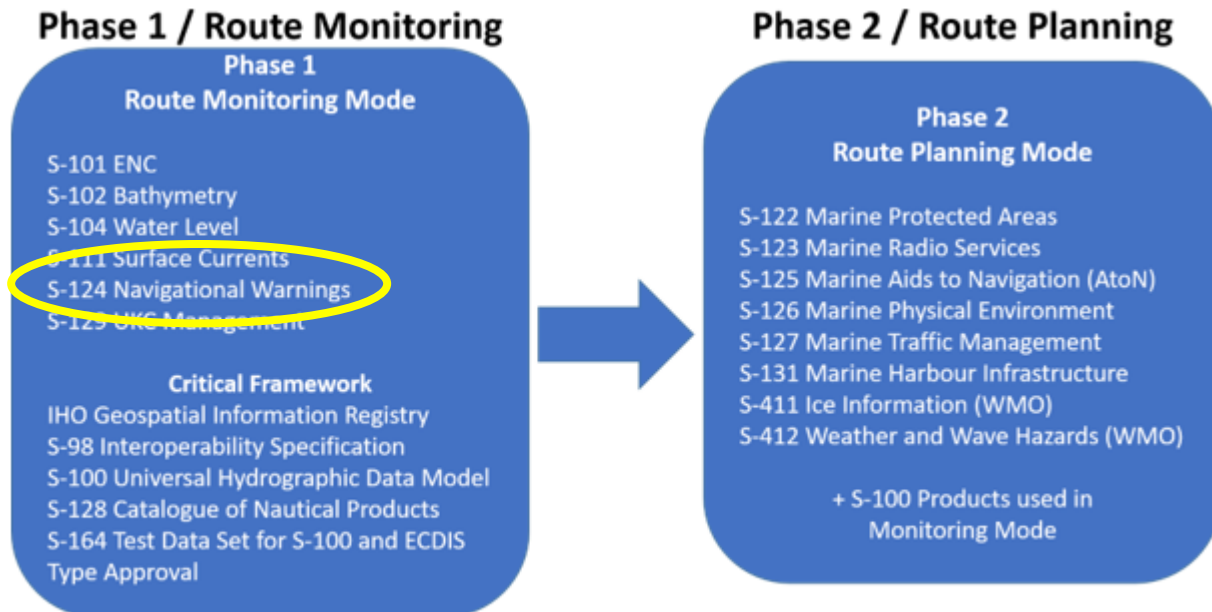 Phase 1 / Route Monitoring
Phase 1
Route Monitoring Mode
S-101 ENC
S-102 Bathymetry
S-104 Water Level
S-111 Surface Currents
S-124 Navigational Warnings
S-129 UKC Management
Critical Framework
IHO Geospatial Information Registry
S-98 Interoperability Specification
S-100 Universal Hydrographic Data Model
S-128 Catalogue of Nautical Products
S-164 Test Data Set for S-100 and ECDIS
Type Approval
Phase 2 / Route Planning
Phase 2
Route Planning Mode
S-122 Marine Protected Areas
S-123 Marine Radio Services
S-125 Marine Aids to Navigation (AtoN)
S-126 Marine Physical Environment
S-127 Marine Traffic Management
S-131 Marine Harbour Infrastructure
S-411 Ice Information (WMO)
S-412 Weather and Wave Hazards (WMO)
+ S-100 Products used in
Monitoring Mode